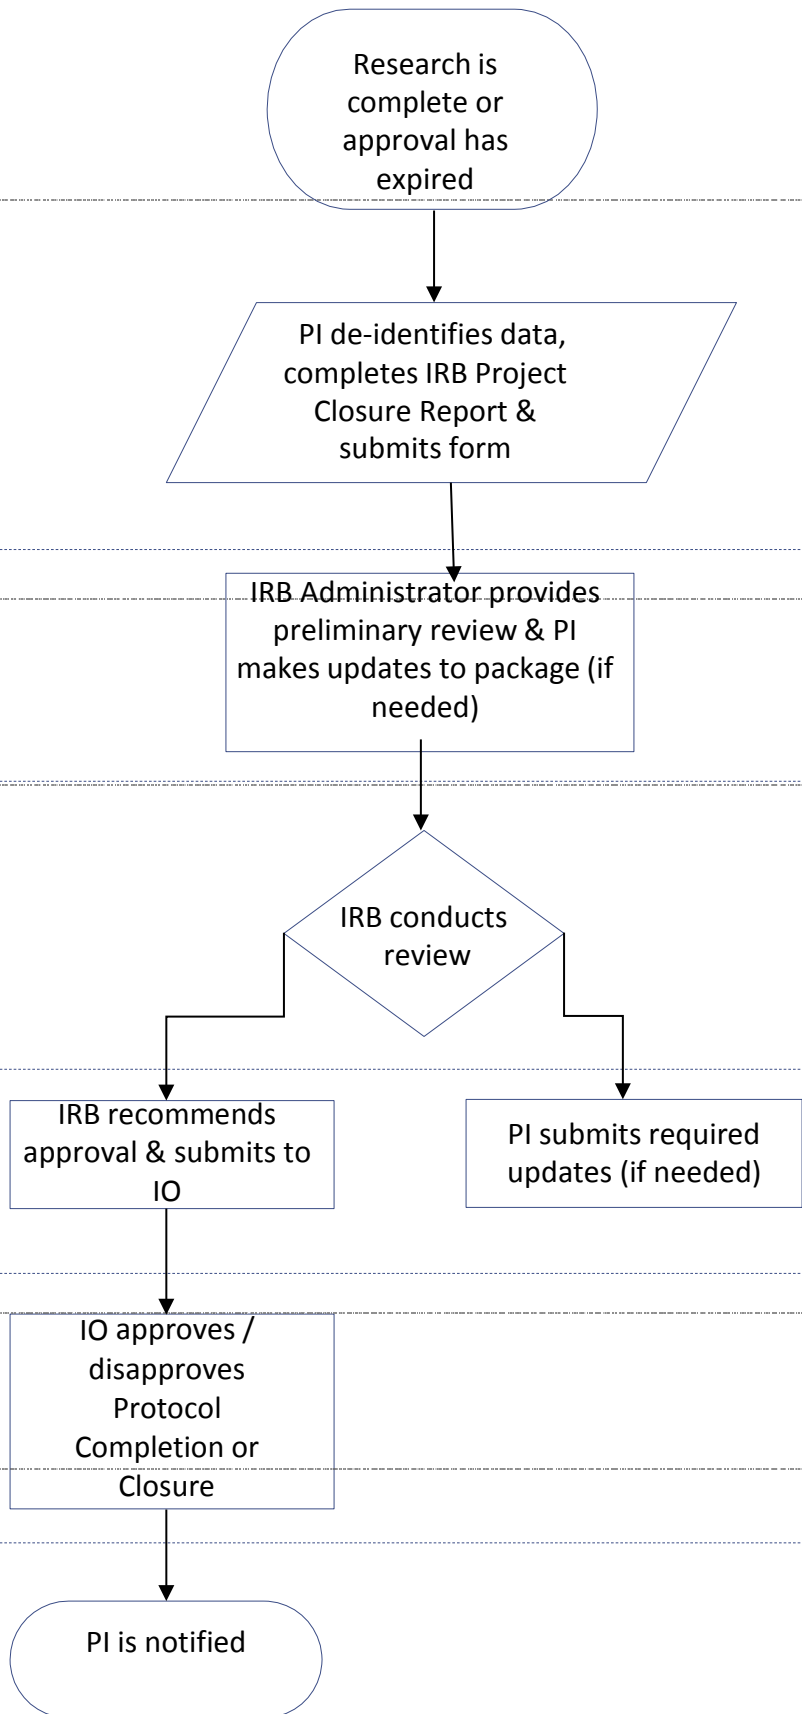 Research is
complete or
approval has
expired
PI de-identifies data,
completes IRB Project
Closure Report &
submits form
IRB Administrator provides
preliminary review & PI
makes updates to package (if
needed)
IRB conducts
review
IRB recommends
approval & submits to
IO
PI submits required
updates (if needed)
IO approves /
disapproves
Protocol
Completion or
Closure
PI is notified